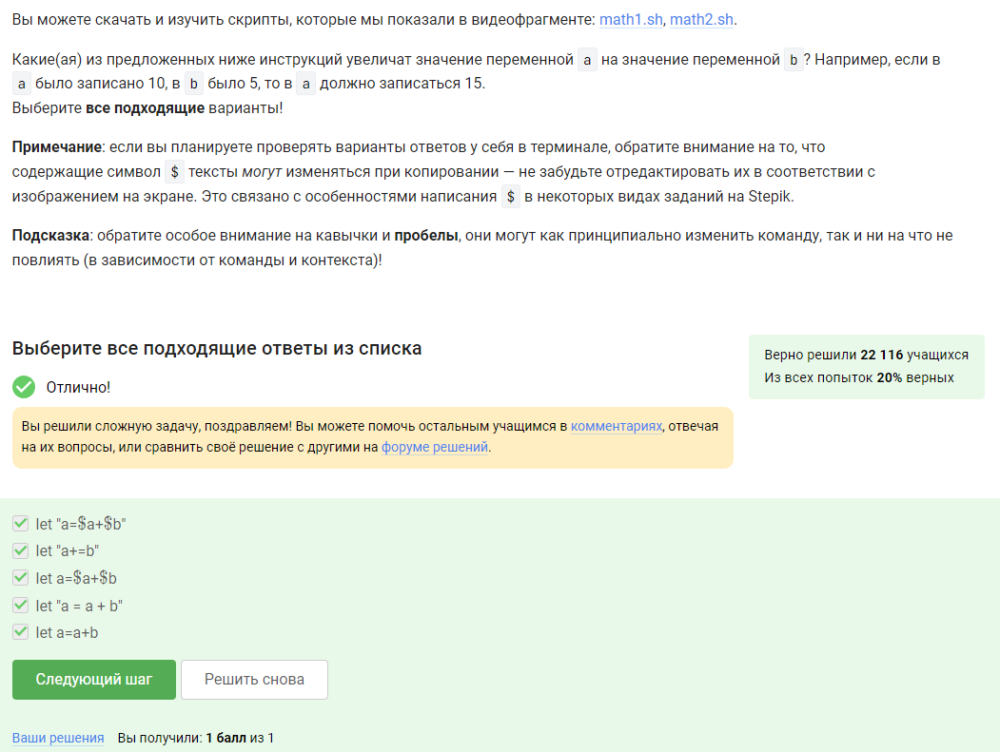 Вы можете скачать и изучить скрипты, которые мы показали в видеофрагменте: math1.sh, math2.sh.
Какие(ая) из предложенных ниже инструкций увеличат значение переменной a на значение переменной b? Например, если в
a было записано 10, в b было 5, то в a должно записаться 15.
Выберите все подходящие варианты!
Примечание: если вы планируете проверять варианты ответов у себя в терминале, обратите внимание на то, что
содержащие символ $ тексты могут изменяться при копировании — не забудьте отредактировать их в соответствии с
изображением на экране. Это связано с особенностями написания $ в некоторых видах заданий на Stepik.
Подсказка: обратите особое внимание на кавычки и пробелы, они могут как принципиально изменить команду, так и ни на что не
повлиять (в зависимости от команды и контекста)!
Выберите все подходящие ответы из списка
Верно решили 22 116 учащихся
Из всех попыток 20% верных
Отлично!
Вы решили сложную задачу, поздравляем! Вы можете помочь остальным учащимся в комментариях, отвечая
на их вопросы, или сравнить своё решение с другими на форуме решений.
let "a=$a+$b"
let "a+=b"
let a=$a+$b
let "a = a + b"
let a=a+b
Следующий шаг
Решить снова
Ваши решения Вы получили: 1 балл из 1